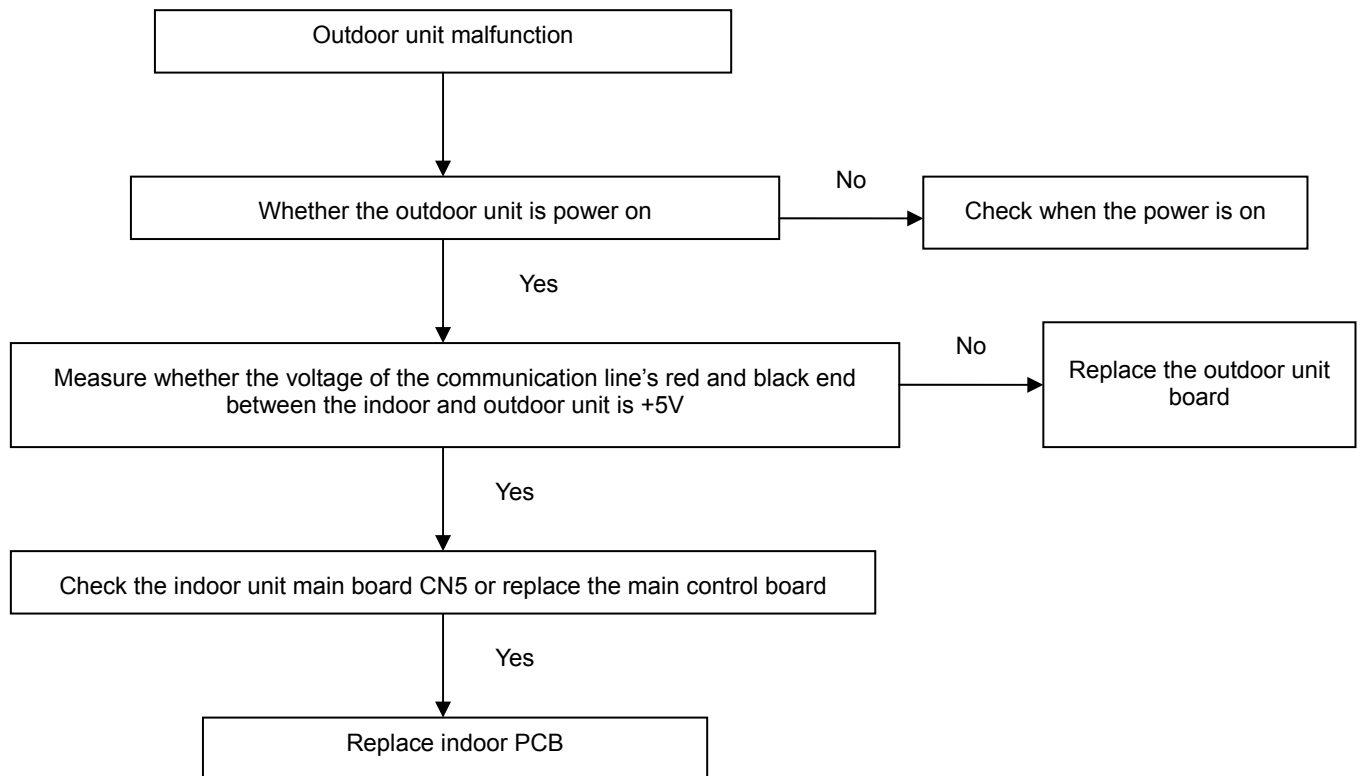 Outdoor unit malfunction
No
Whether the outdoor unit is power on
Check when the power is on
Yes
No
Measure whether the voltage of the communication line’s red and black end
between the indoor and outdoor unit is +5V
Replace the outdoor unit
board
Yes
Check the indoor unit main board CN5 or replace the main control board
Yes
Replace indoor PCB